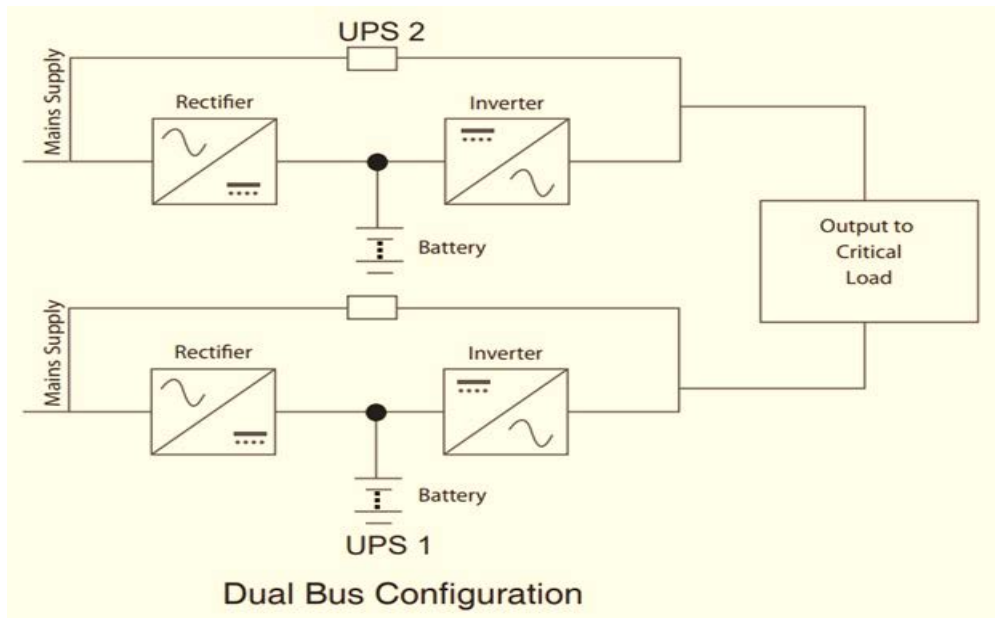 UPS 2
Mains Supply
Rectifier
Inverter
Battery
Output to
Critical
Load
Mains Supply
Rectifier
Inverter
Battery
UPS 1
Dual Bus Configuration